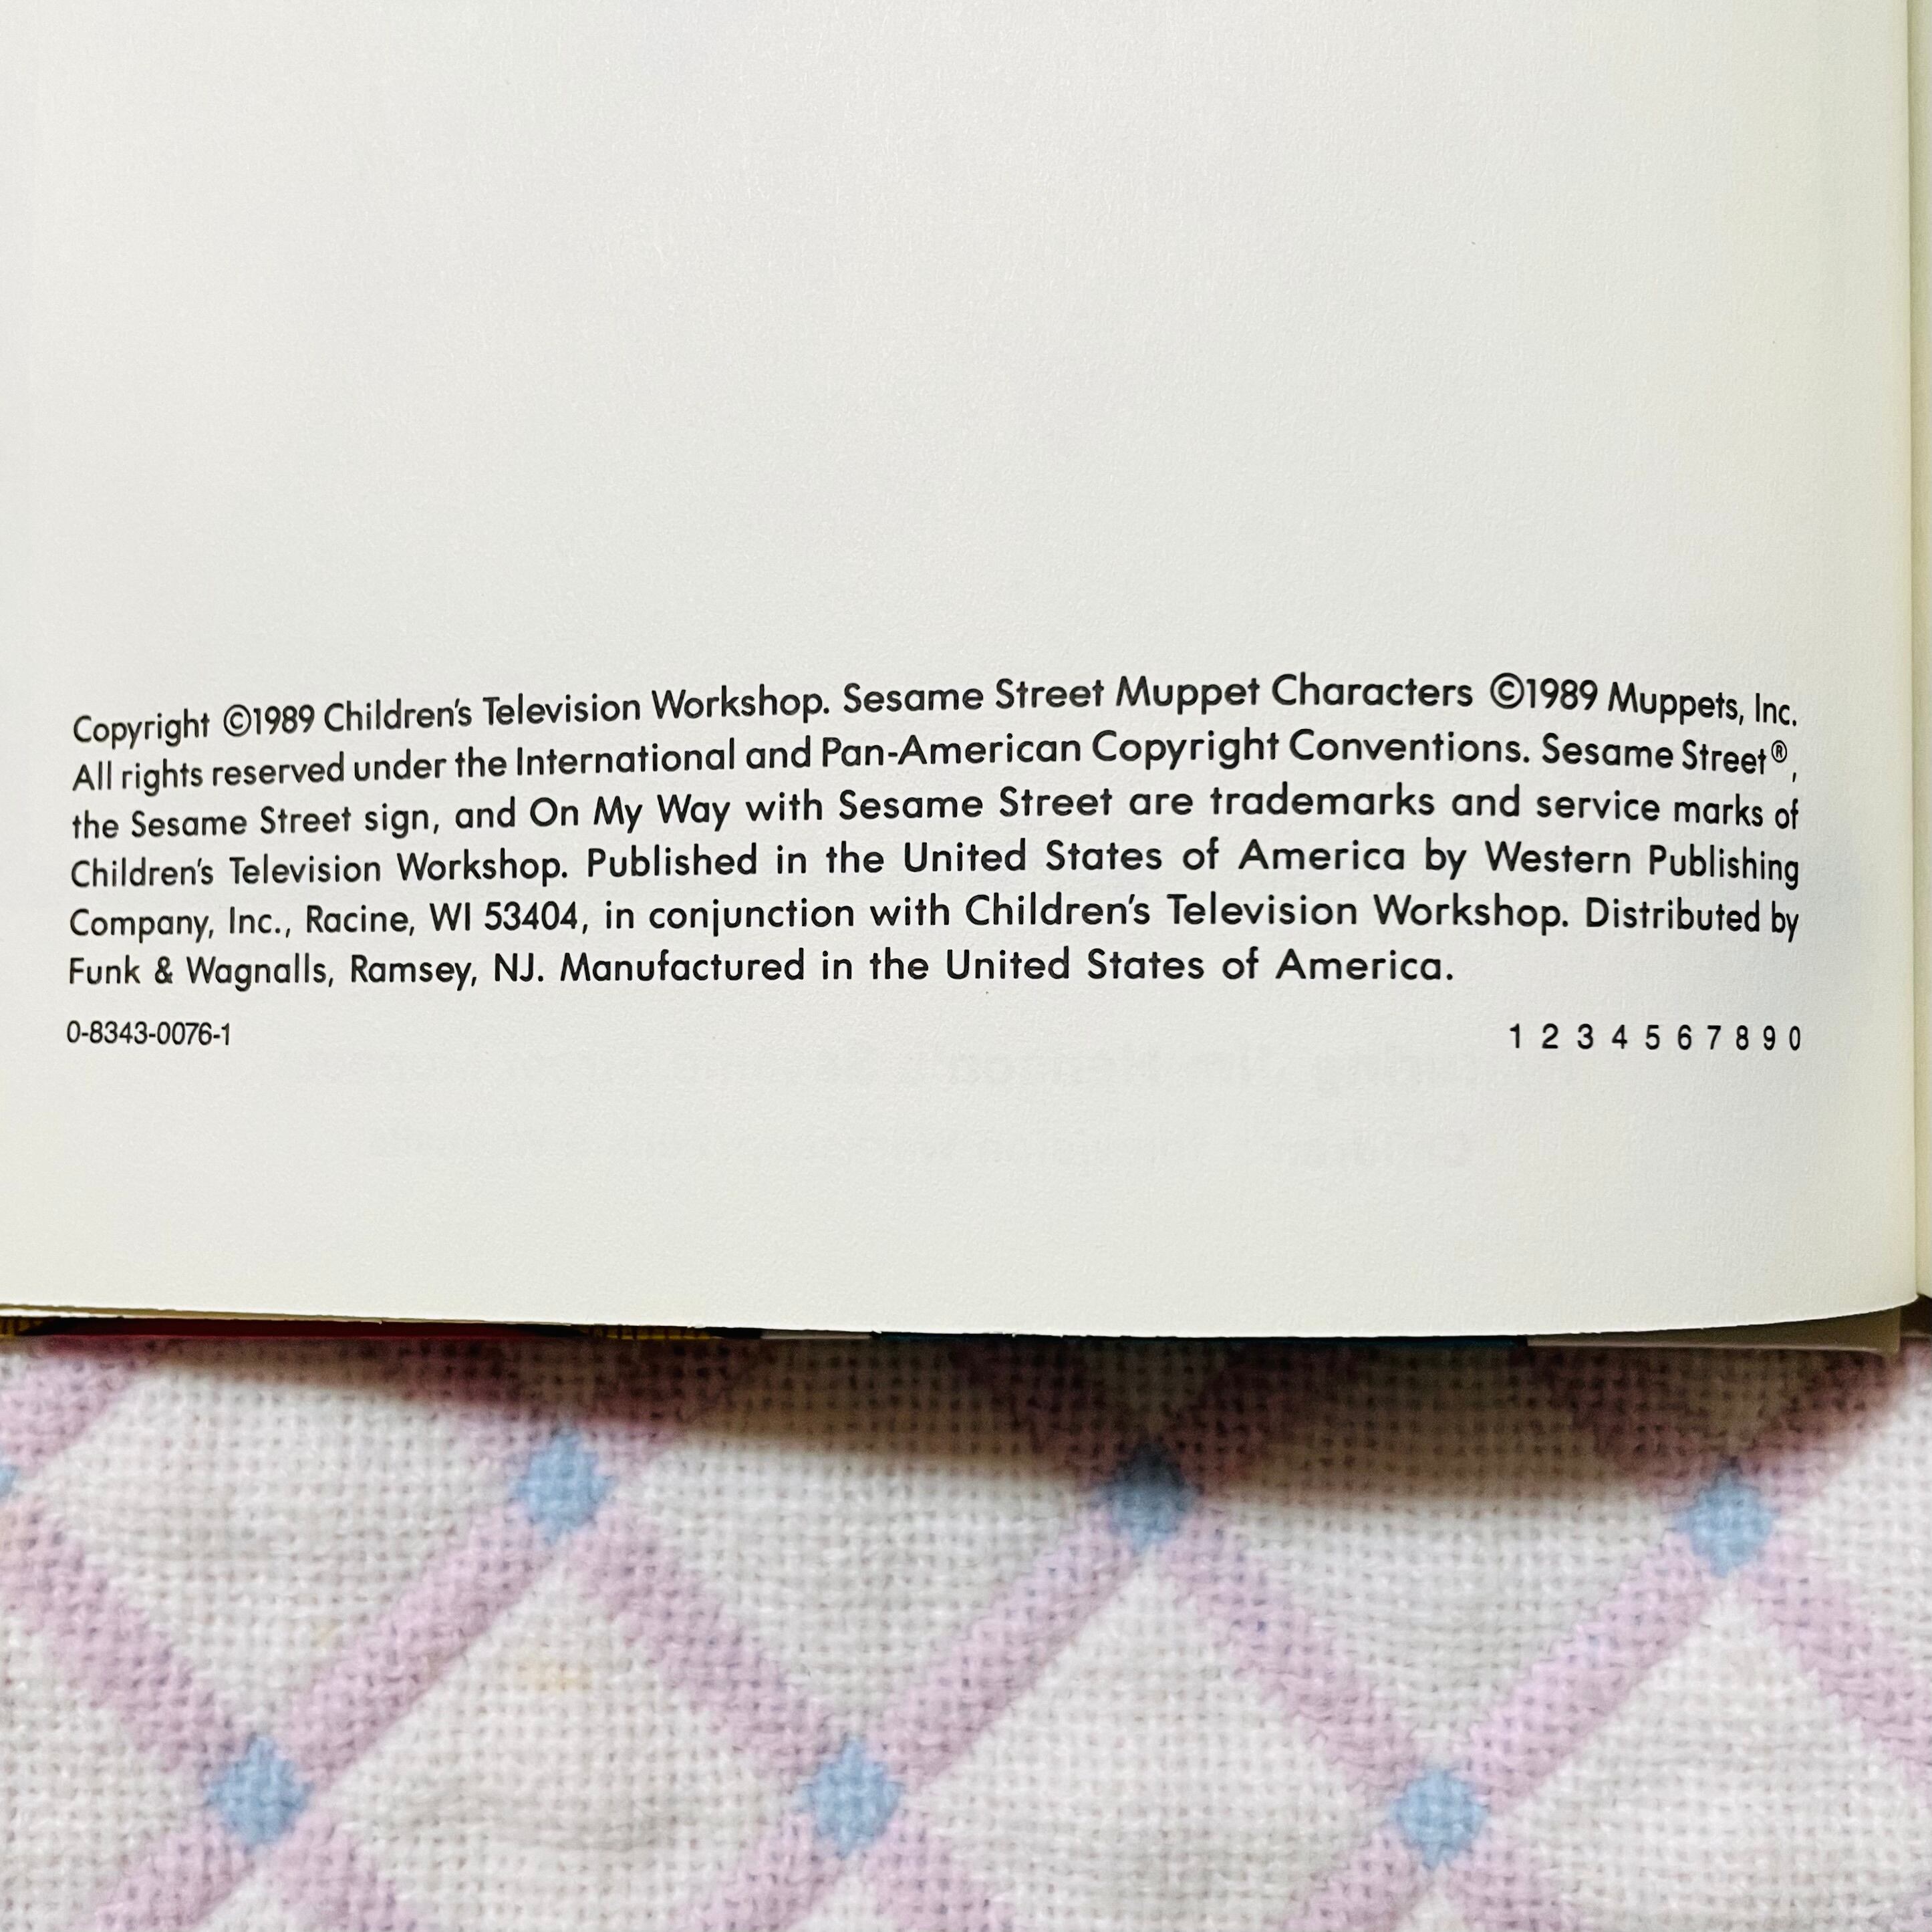 Copyright ©1989 Children's Television Workshop. Sesame Street Muppet Characters ©1989 Muppets, Inc.
All rights reserved under the International and Pan-American Copyright Conventions. Sesame Street®,
the Sesame Street sign, and On My Way with Sesame Street are trademarks and service marks of
Children's Television Workshop. Published in the United States of America by Western Publishing
Company, Inc., Racine, WI 53404, in conjunction with Children's Television Workshop. Distributed by
Funk & Wagnalls, Ramsey, NJ. Manufactured in the United States of America.
0-8343-0076-1 1 2 3 4 5 6 7 8 9 0